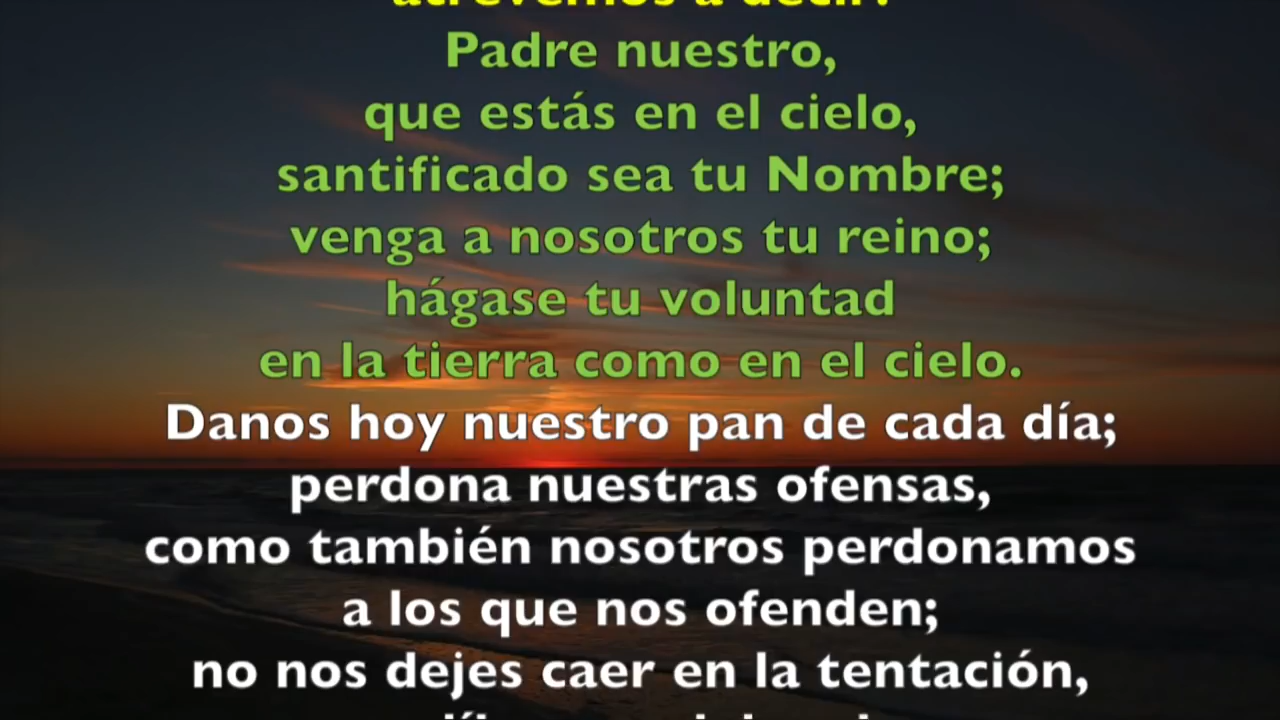 atrevemos a decir:
Padre nuestro,
que estás en el cielo,
santificado sea tu Nombre;
venga a nosotros tu reino;
hágase tu voluntad
en la tierra como en el cielo.
Danos hoy nuestro pan de cada día;
perdona nuestras ofensas,
como también nosotros perdonamos
a los que nos ofenden;
no nos dejes caer en la tentación,